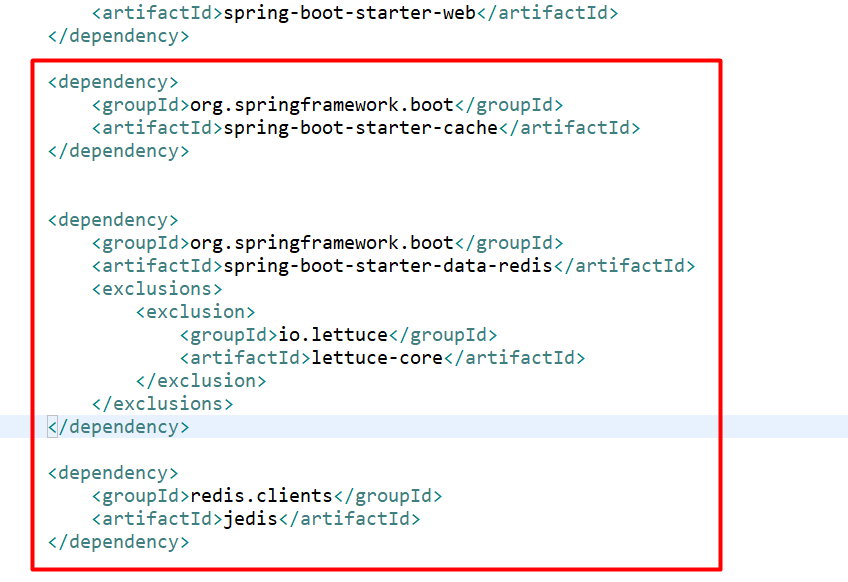 <artifactId>spring-boot-starter-web</artifactId>
</dependency>
<dependency>
<groupId>org.springframework.boot</groupId>
<artifactId>spring-boot-starter-cache</artifactId>
</dependency>
<dependency>
<groupId>org.springframework.boot</groupId>
<artifactId>spring-boot-starter-data-redis</artifactId>
<exclusions>
<exclusion>
<groupId>io.lettuce</groupId>
<artifactId>lettuce-core</artifactId>
</exclusion>
</exclusions>
</dependency>
<dependency>
<groupId>redis.clients</groupId>
<artifactId>jedis</artifactId>
</dependency>